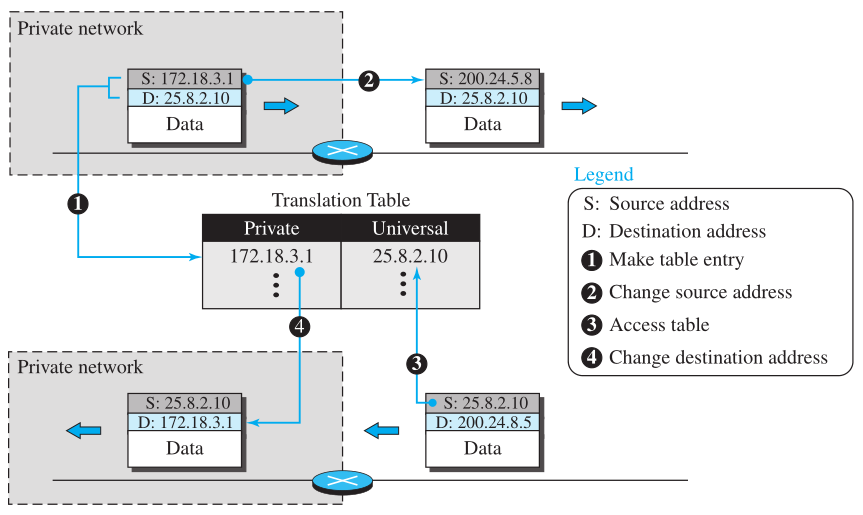 Private network
S: 172.18.3.1
D: 25.8.2.10
Data
2
S: 200.24.5.8
D: 25.8.2.10
Data
1
Translation Table
Private Universal
172.18.3.1 25.8.2.10
4
3
Legend
S: Source address
D: Destination address
1 Make table entry
2 Change source address
3 Access table
4 Change destination address
Private network
S: 25.8.2.10
D: 172.18.3.1
Data
S: 25.8.2.10
D: 200.24.8.5
Data